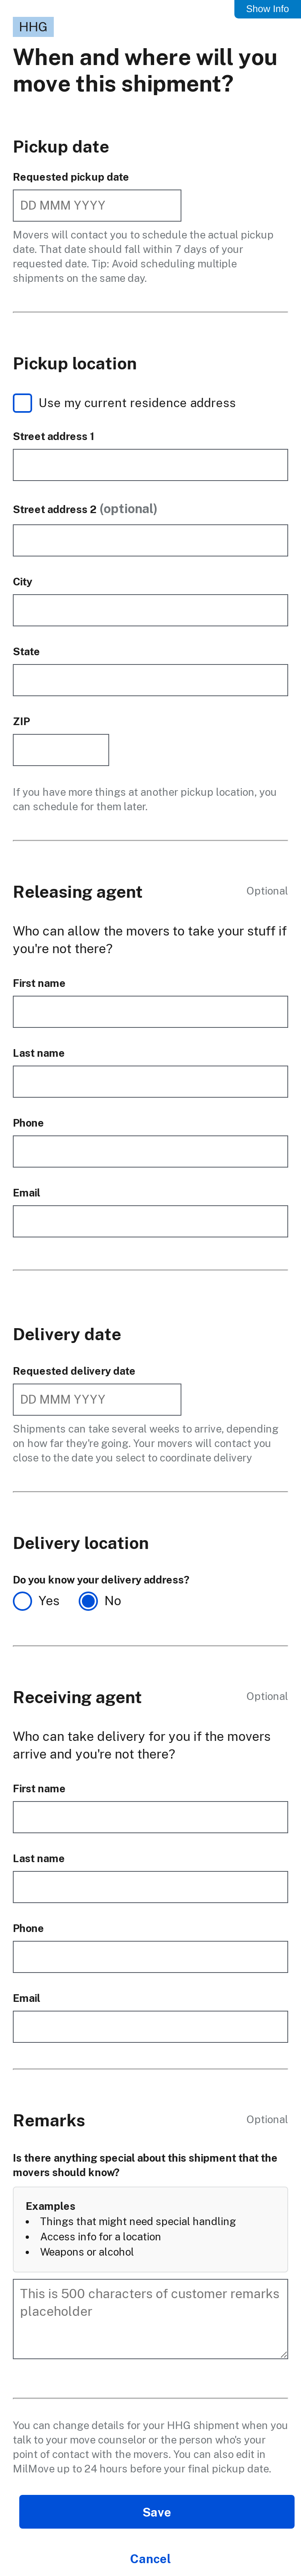 Show Info
HHG
When and where will you
move this shipment?
Pickup date
Requested pickup date
DD MMM YYYY
Movers will contact you to schedule the actual pickup
date. That date should fall within 7 days of your
requested date. Tip: Avoid scheduling multiple
shipments on the same day.
Pickup location
Use my current residence address
Street address 1
Street address 2 (optional)
City
State
ZIP
If you have more things at another pickup location, you
can schedule for them later.
Releasing agent Optional
Who can allow the movers to take your stuff if
you're not there?
First name
Last name
Phone
Email
Delivery date
Requested delivery date
DD MMM YYYY
Shipments can take several weeks to arrive, depending
on how far they're going. Your movers will contact you
close to the date you select to coordinate delivery
Delivery location
Do you know your delivery address?
Yes No
Receiving agent Optional
Who can take delivery for you if the movers
arrive and you're not there?
First name
Last name
Phone
Email
Remarks Optional
Is there anything special about this shipment that the
movers should know?
Examples
• Things that might need special handling
• Access info for a location
• Weapons or alcohol
This is 500 characters of customer remarks
placeholder
You can change details for your HHG shipment when you
talk to your move counselor or the person who's your
point of contact with the movers. You can also edit in
MilMove up to 24 hours before your final pickup date.
Save
Cancel